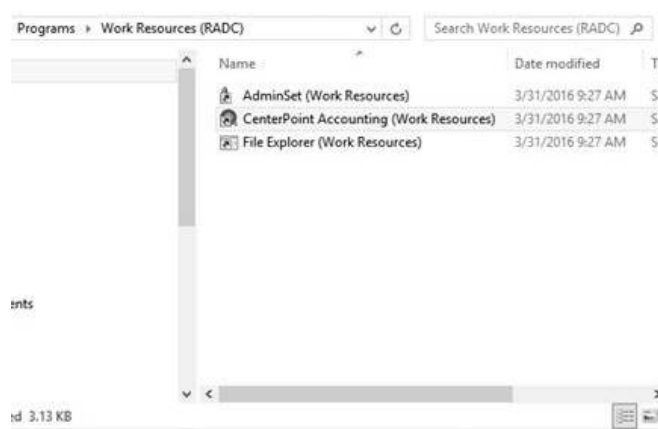 Programs › Work Resources (RADC)
Search Work Resources (RADC)
Name
Date modified
T
AdminSet (Work Resources)
3/31/2016 9:27 AM
S
CenterPoint Accounting (Work Resources)
3/31/2016 9:27 AM
S
File Explorer (Work Resources)
3/31/2016 9:27 AM
S
ents
ed 3.13 KB